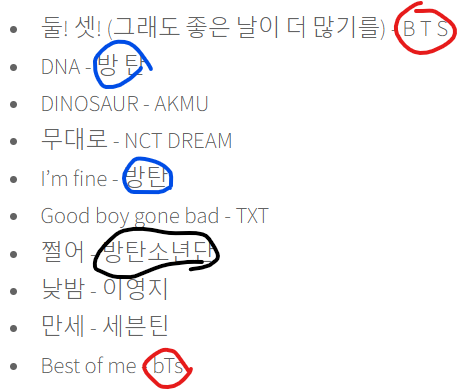 둘! 셋! (그래도 좋은 날이 더 많기를) - B T S
DNA - 방 탄
DINOSAUR - AKMU
무대로 - NCT DREAM
I'm fine - 방탄
Good boy gone bad - TXT
쩔어 - 방탄소년단
낮밤 - 이영지
만세 - 세븐틴
Best of me - bTs